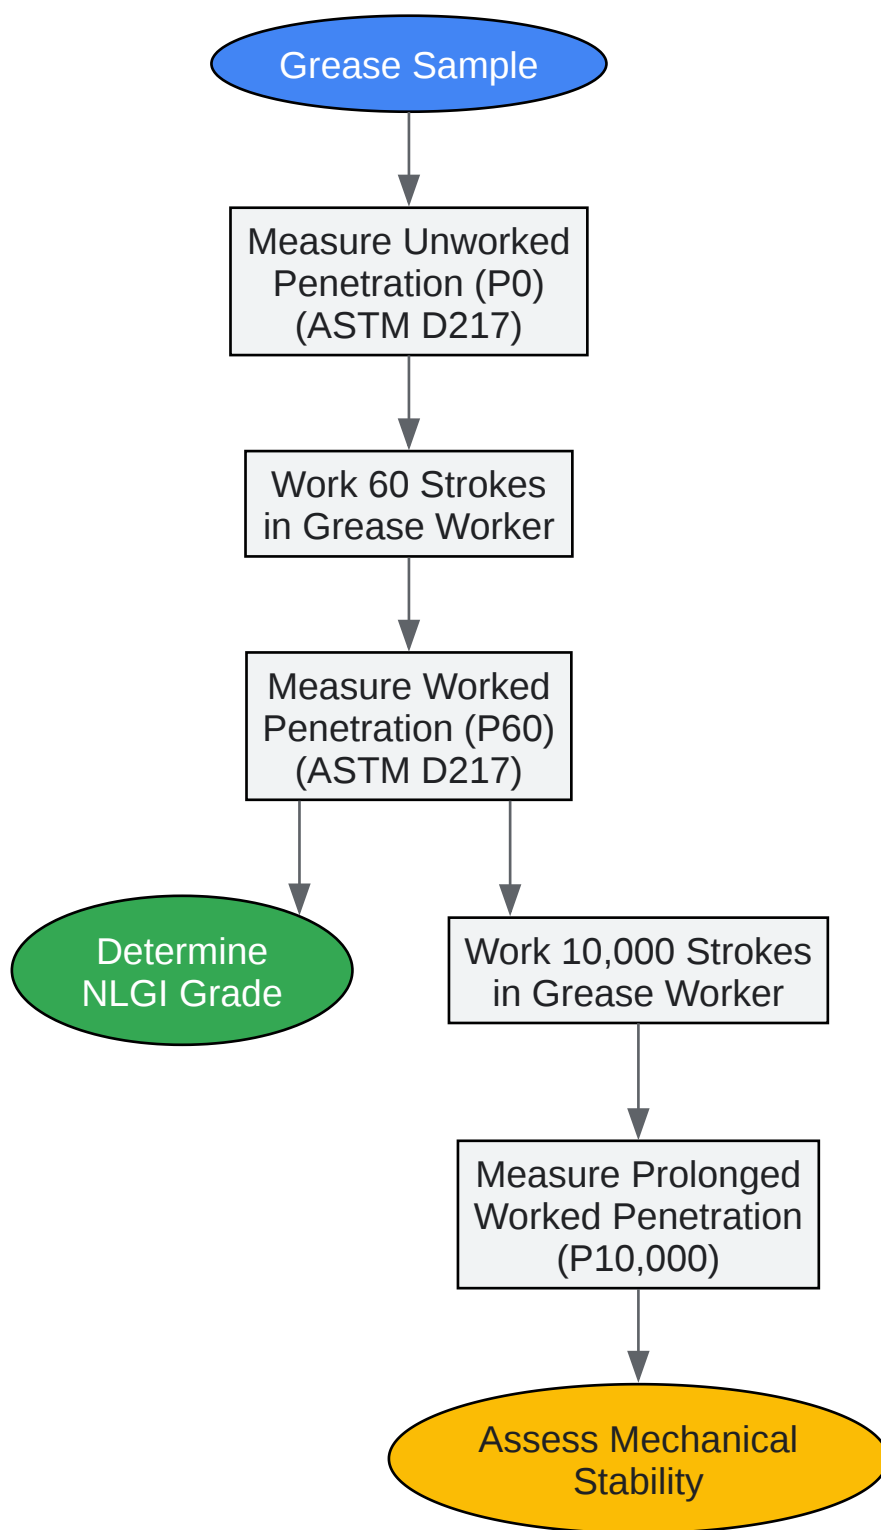 Grease Sample
Measure Unworked
Penetration (P0)
(ASTM D217)
Work 60 Strokes
in Grease Worker
Measure Worked
Penetration (P60)
(ASTM D217)
Determine
NLGI Grade
Work 10,000 Strokes
in Grease Worker
Measure Prolonged
Worked Penetration
(P10,000)
Assess Mechanical
Stability